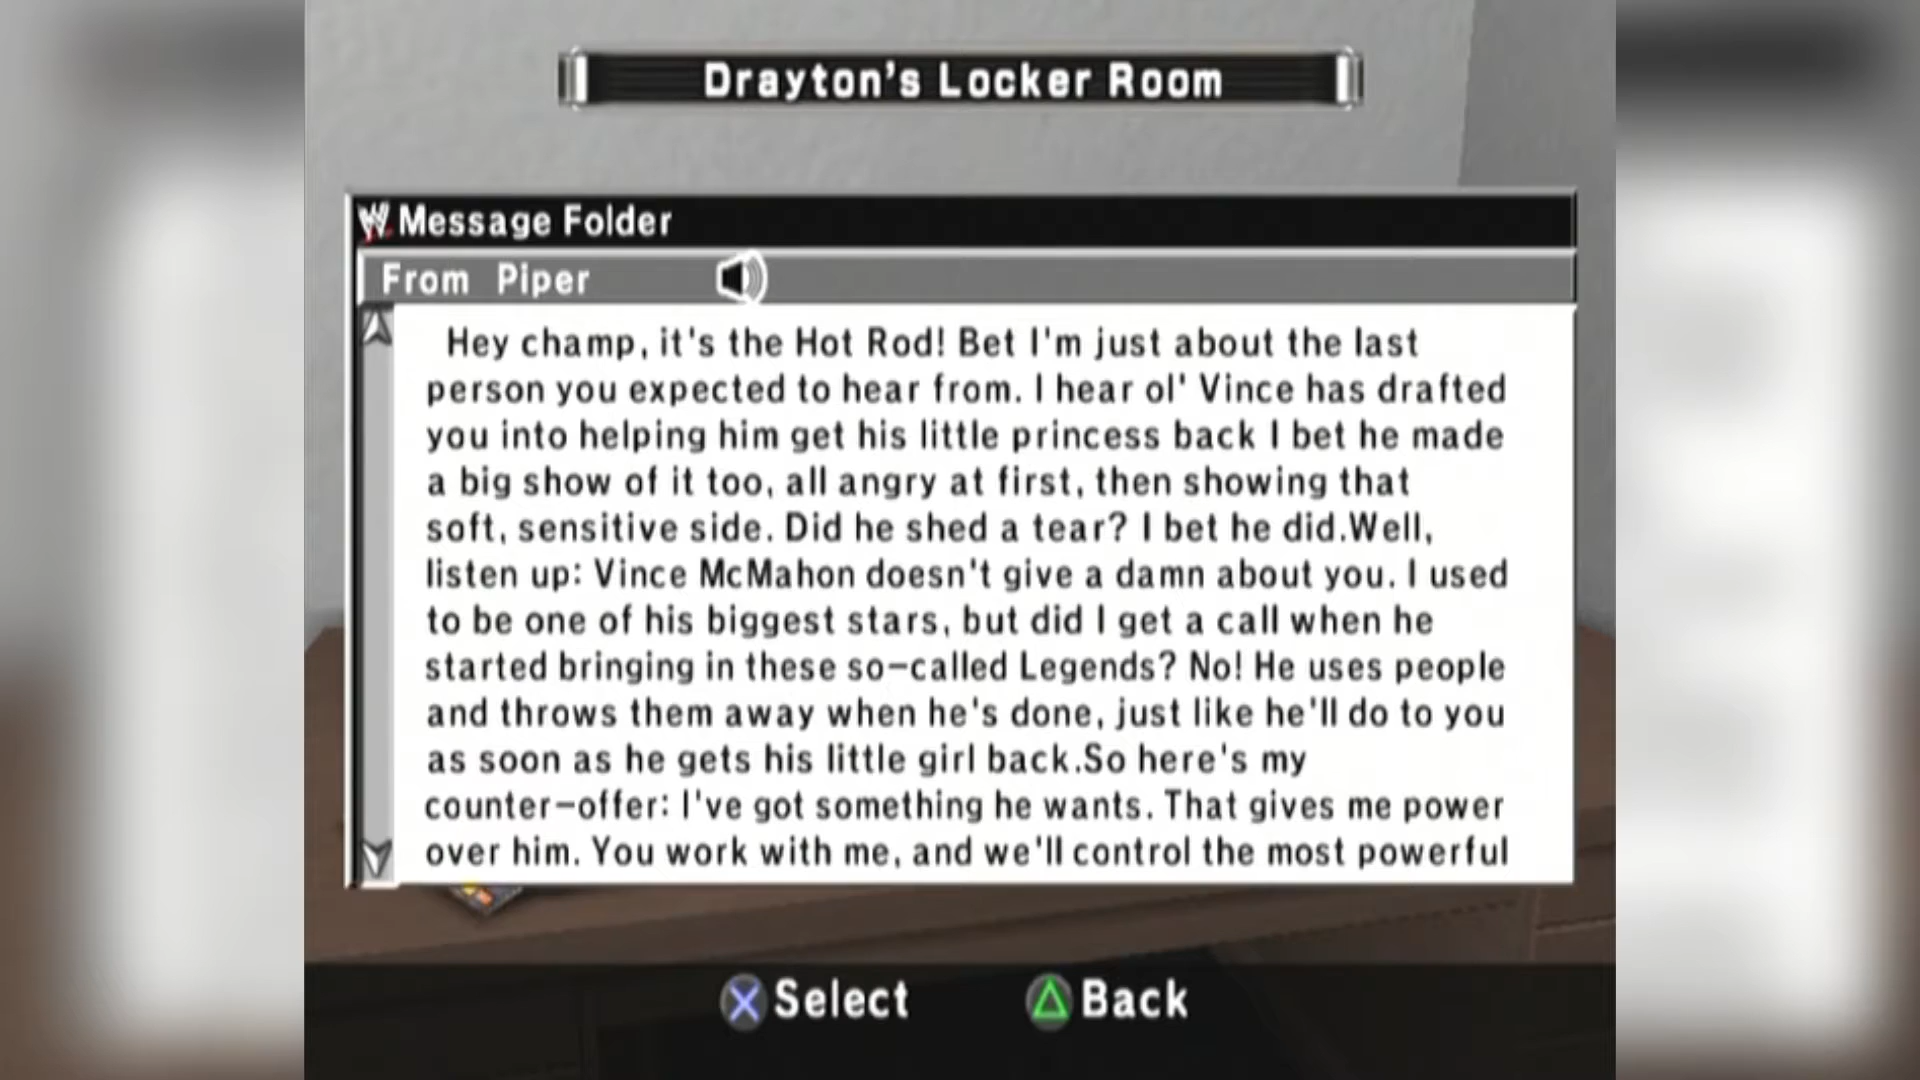 Drayton's Locker Room
Message Folder
From Piper
Hey champ, it's the Hot Rod! Bet I'm just about the last
person you expected to hear from. I hear ol' Vince has drafted
you into helping him get his little princess back I bet he made
a big show of it too, all angry at first, then showing that
soft, sensitive side. Did he shed a tear? I bet he did.Well,
listen up: Vince McMahon doesn't give a damn about you. I used
to be one of his biggest stars, but did I get a call when he
started bringing in these so-called Legends? No! He uses people
and throws them away when he's done, just like he'll do to you
as soon as he gets his little girl back.So here's my
counter-offer: I've got something he wants. That gives me power
over him. You work with me, and we'll control the most powerful
Select Back